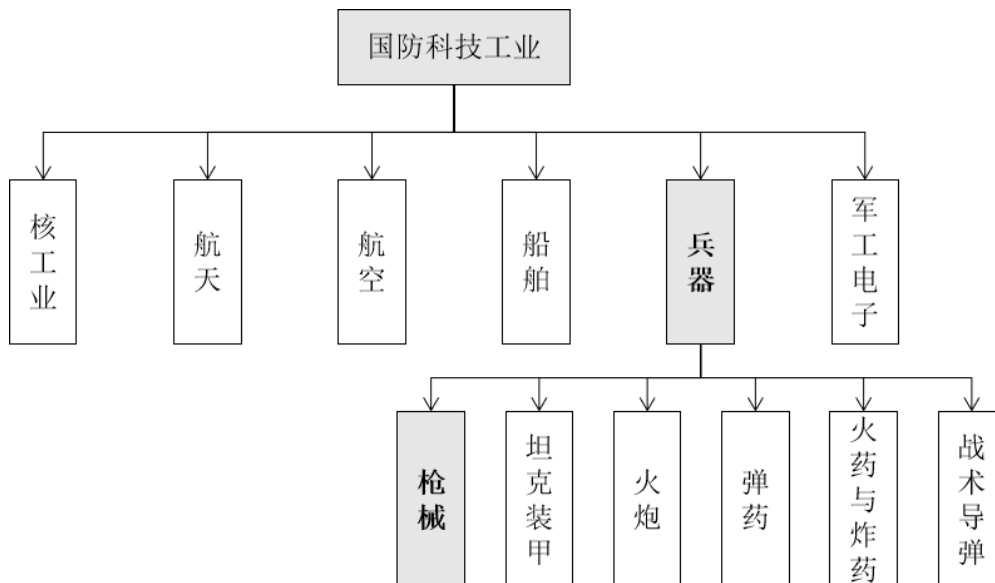 国防科技工业
核工业
航天
航空
船舶
兵器
军工电子
枪械
坦克装甲
火炮
弹药
火药与炸药
战术导弹